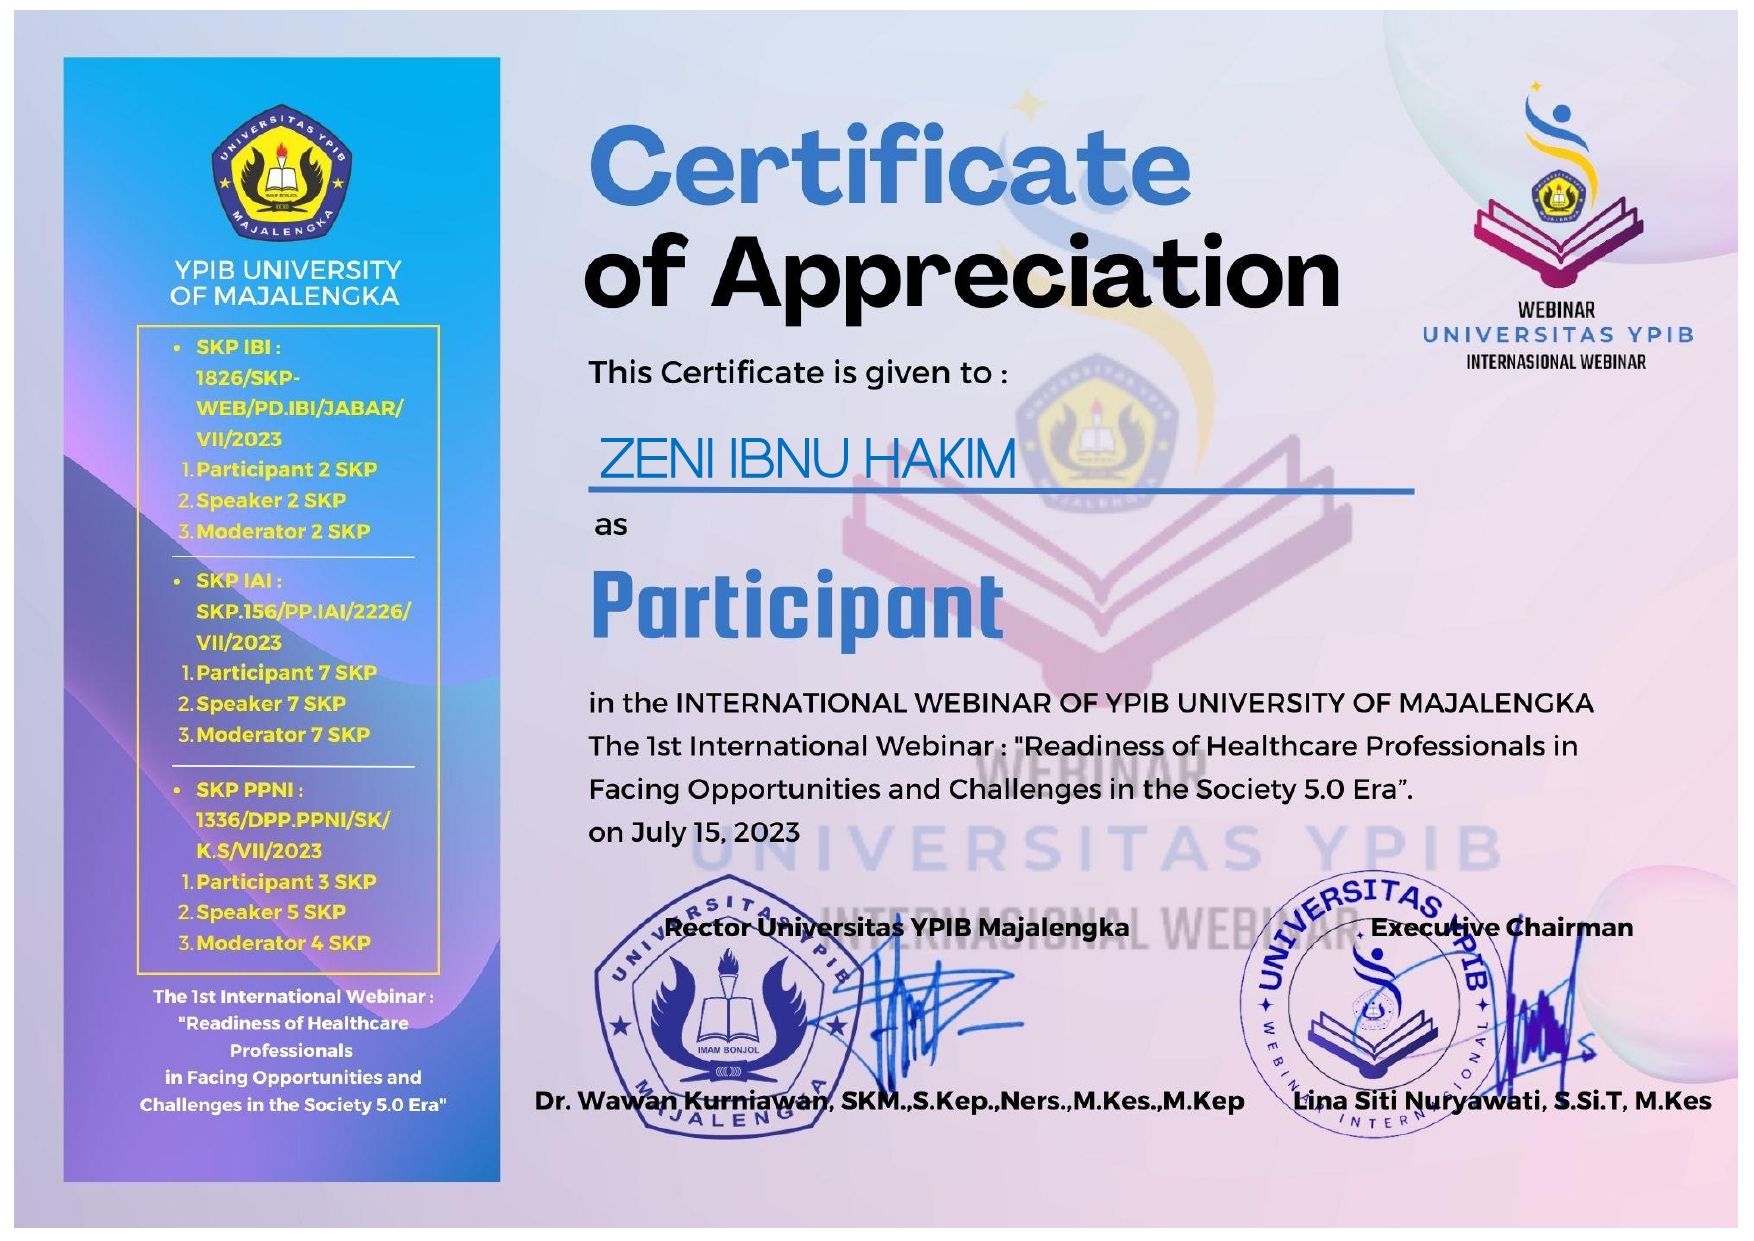 UNIVERSITAS YPIB
IMAM BONJOL
MAJALENGKA
YPIB UNIVERSITY
OF MAJALENGKA
• SKP IBI :
1826/SKP-
WEB/PD.IBI/JABAR/
VII/2023
1. Participant 2 SKP
2. Speaker 2 SKP
3. Moderator 2 SKP
• SKP IAI :
SKP.156/PP.IAI/2226/
VII/2023
1. Participant 7 SKP
2. Speaker 7 SKP
3. Moderator 7 SKP
• SKP PPNI :
1336/DPP.PPNI/SK/
K.S/VII/2023
1. Participant 3 SKP
2. Speaker 5 SKP
3. Moderator 4 SKP
The 1st International Webinar :
"Readiness of Healthcare
Professionals
in Facing Opportunities and
Challenges in the Society 5.0 Era"
Certificate
of Appreciation
WEBINAR
UNIVERSITAS YPIB
INTERNASIONAL WEBINAR
This Certificate is given to :
ZENI IBNU HAKIM
as
Participant
in the INTERNATIONAL WEBINAR OF YPIB UNIVERSITY OF MAJALENGKA
The 1st International Webinar : "Readiness of Healthcare Professionals in
Facing Opportunities and Challenges in the Society 5.0 Era”.
on July 15, 2023
WEBINAR
UNIVERSITAS YPIB
INTERNASIONAL WEBINAR
Rector Universitas YPIB Majalengka
UNIVERSITAS YPIB
IMAM BONJOL
MAJALENGKA
Dr. Wawan Kurniawan, SKM.,S.Kep.,Ners.,M.Kes.,M.Kep
Executive Chairman
UNIVERSITAS YPIB
WEBINAR INTERNASIONAL
Lina Siti Nuryawati, S.Si.T, M.Kes